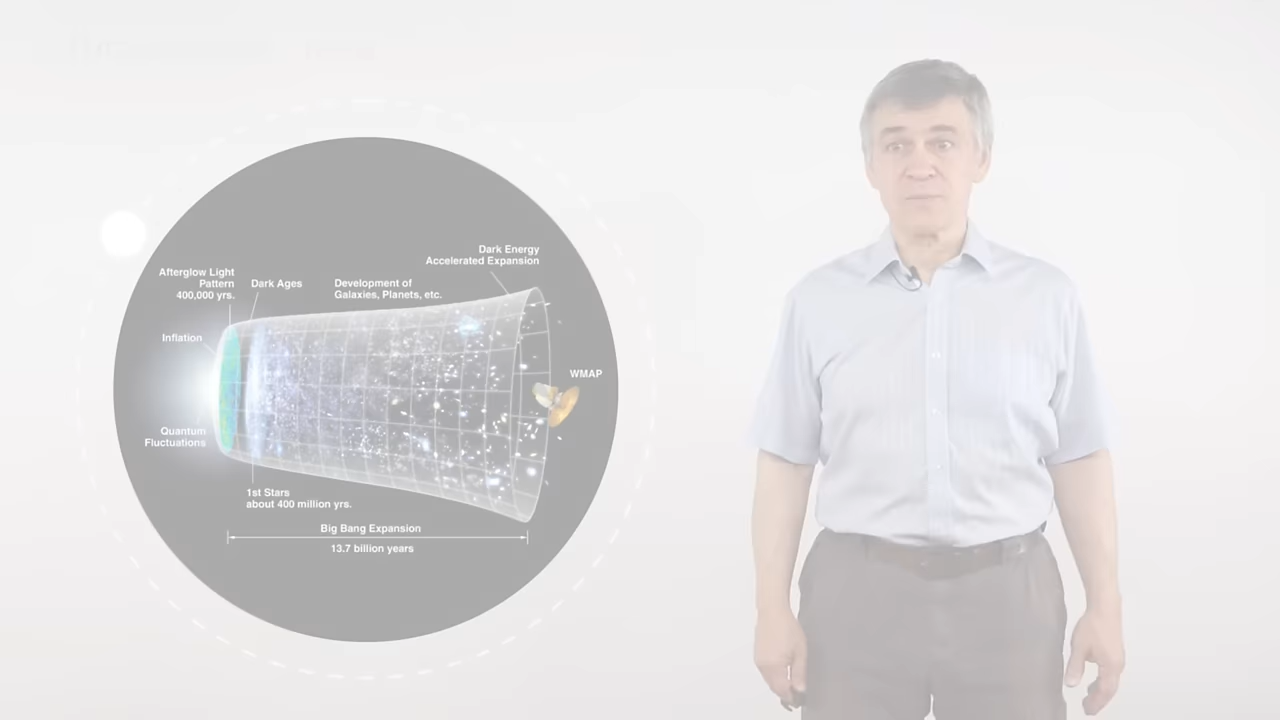 Dark Energy
Accelerated Expansion
Afterglow Light
Pattern
400,000 yrs.
Dark Ages
Development of
Galaxies, Planets, etc.
Inflation
WMAP
Quantum
Fluctuations
1st Stars
about 400 million yrs.
Big Bang Expansion
13.7 billion years